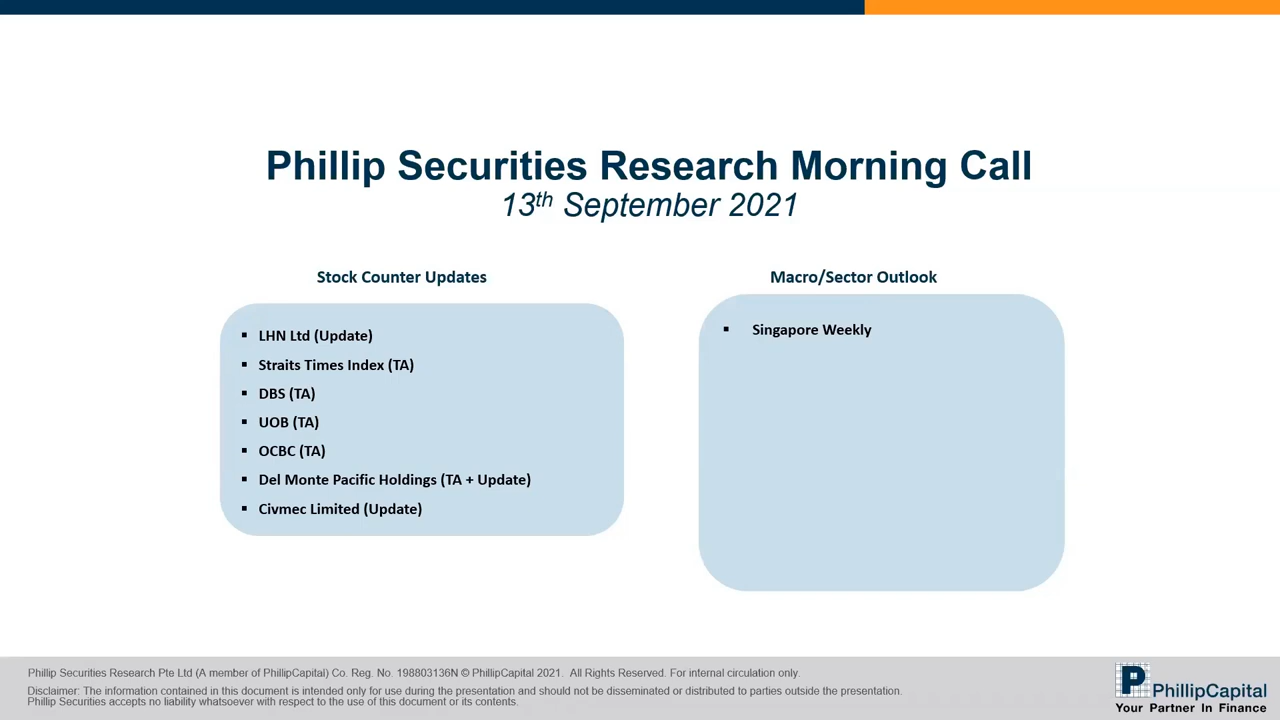 Phillip Securities Research Morning Call
13th September 2021
Stock Counter Updates
▪ LHN Ltd (Update)
▪ Straits Times Index (TA)
▪ DBS (TA)
▪ UOB (TA)
▪ OCBC (TA)
▪ Del Monte Pacific Holdings (TA + Update)
▪ Civmec Limited (Update)
Macro/Sector Outlook
▪ Singapore Weekly
Phillip Securities Research Pte Ltd (A member of PhillipCapital) Co. Reg. No. 198803136N © PhillipCapital 2021. All Rights Reserved. For internal circulation only.
Disclaimer: The information contained in this document is intended only for use during the presentation and should not be disseminated or distributed to parties outside the presentation.
Phillip Securities accepts no liability whatsoever with respect to the use of this document or its contents.
PhillipCapital
Your Partner In Finance